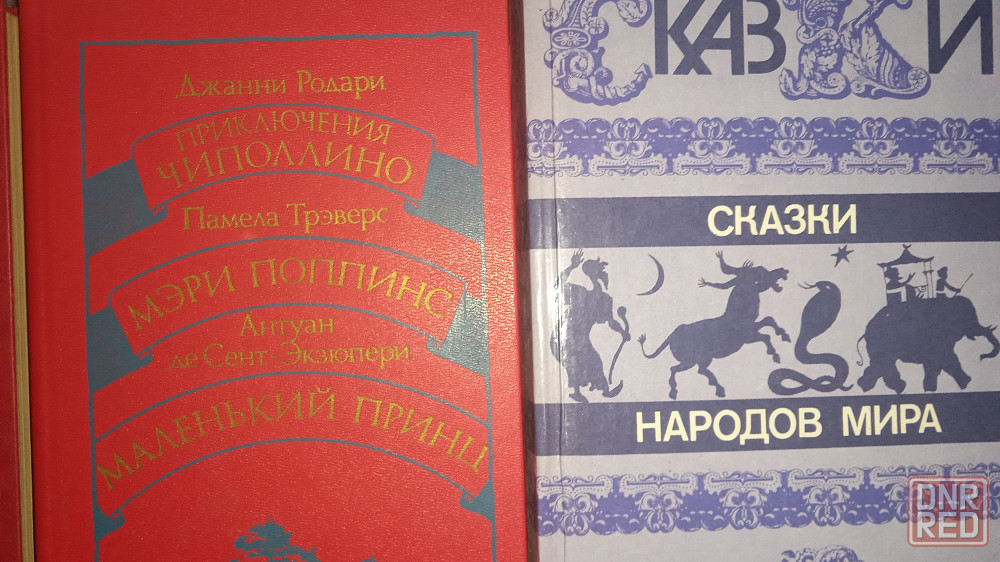 Джанни Родари
ПРИКЛЮЧЕНИЯ
ЧИПОЛЛИНО
Памела Трэверс
МЭРИ ПОППИНС
Антуан
де Сент-Экзюпери
МАЛЕНЬКИЙ ПРИНЦ
СКАЗКИ
СКАЗКИ
НАРОДОВ МИРА
DNR
RED